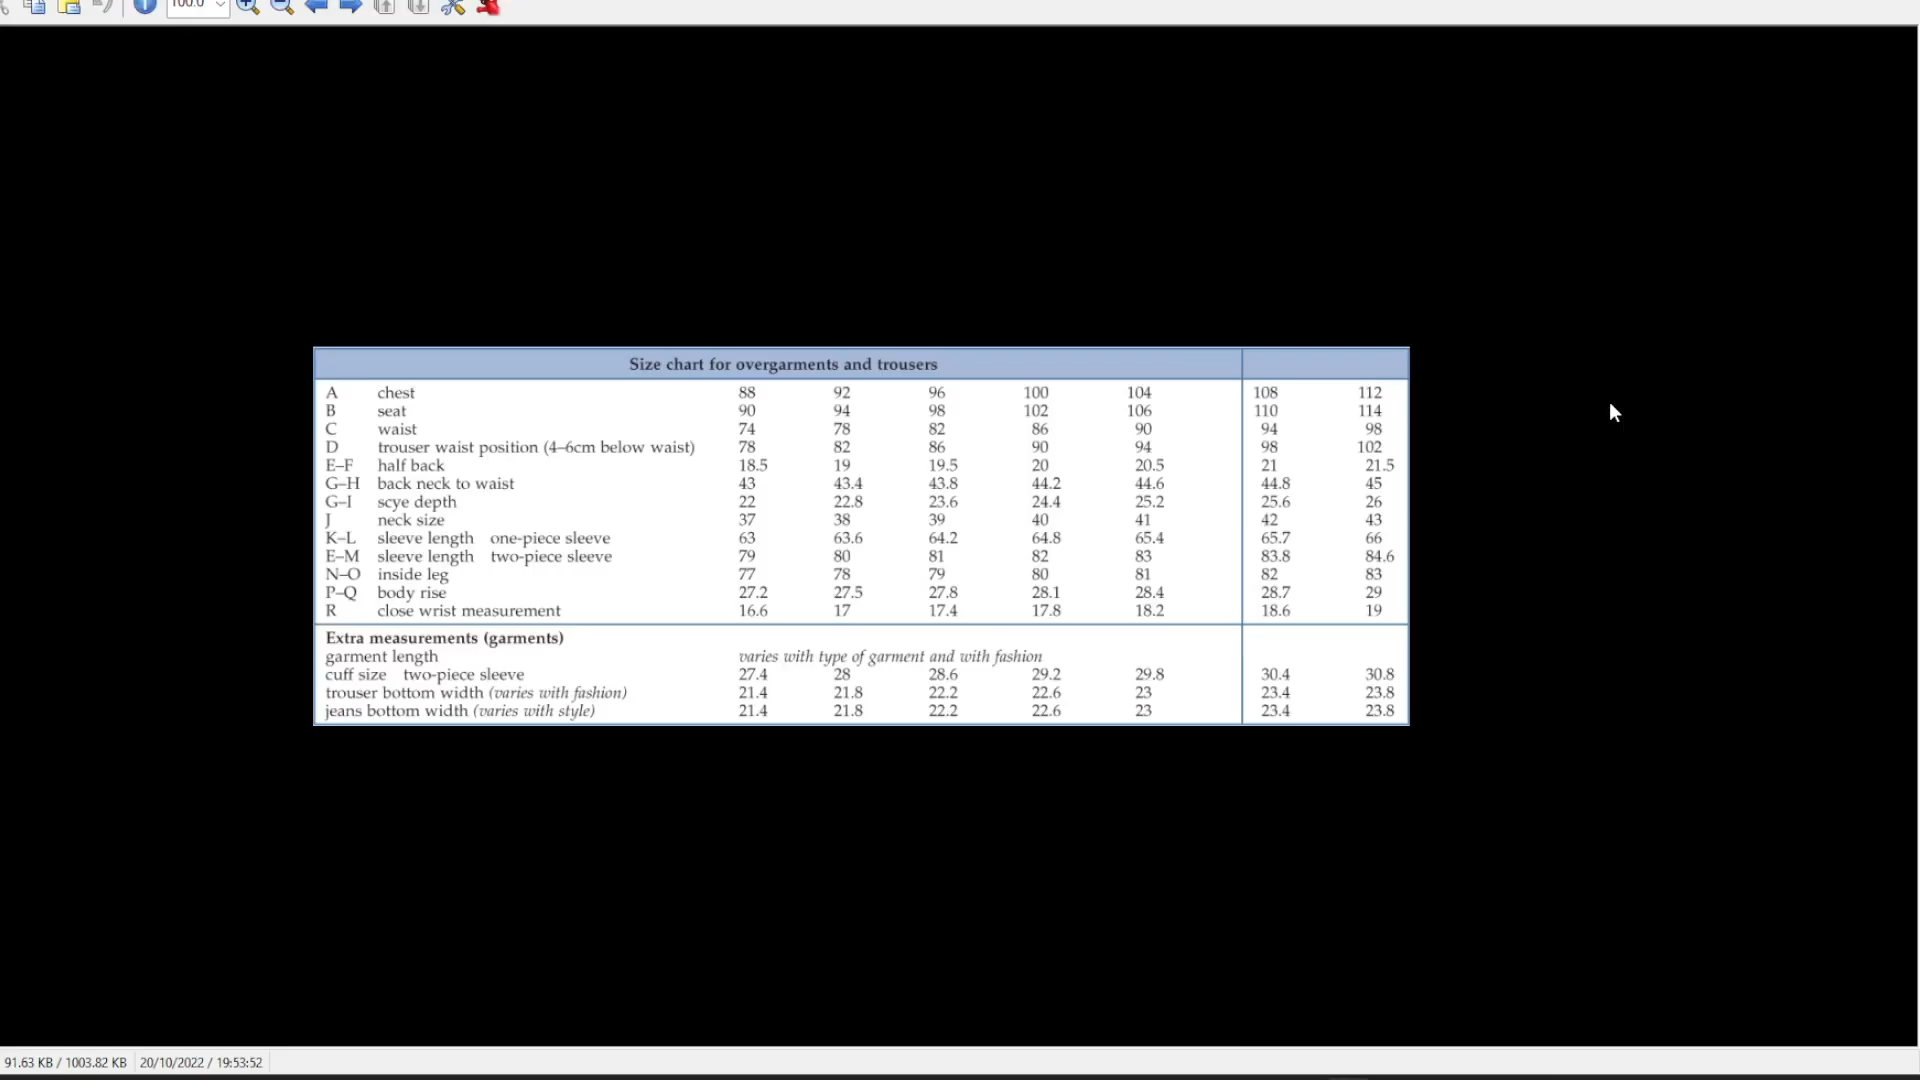 100.0
Size chart for overgarments and trousers
A chest 88 92 96 100 104 108 112
B seat 90 94 98 102 106 110 114
C waist 74 78 82 86 90 94 98
D trouser waist position (4–6cm below waist) 78 82 86 90 94 98 102
E–F half back 18.5 19 19.5 20 20.5 21 21.5
G–H back neck to waist 43 43.4 43.8 44.2 44.6 44.8 45
G–I scye depth 22 22.8 23.6 24.4 25.2 25.6 26
J neck size 37 38 39 40 41 42 43
K–L sleeve length one-piece sleeve 63 63.6 64.2 64.8 65.4 65.7 66
E–M sleeve length two-piece sleeve 79 80 81 82 83 83.8 84.6
N–O inside leg 77 78 79 80 81 82 83
P–Q body rise 27.2 27.5 27.8 28.1 28.4 28.7 29
R close wrist measurement 16.6 17 17.4 17.8 18.2 18.6 19
Extra measurements (garments)
garment length varies with type of garment and with fashion
cuff size two-piece sleeve 27.4 28 28.6 29.2 29.8 30.4 30.8
trouser bottom width (varies with fashion) 21.4 21.8 22.2 22.6 23 23.4 23.8
jeans bottom width (varies with style) 21.4 21.8 22.2 22.6 23 23.4 23.8
91.63 KB / 1003.82 KB 20/10/2022 / 19:53:52